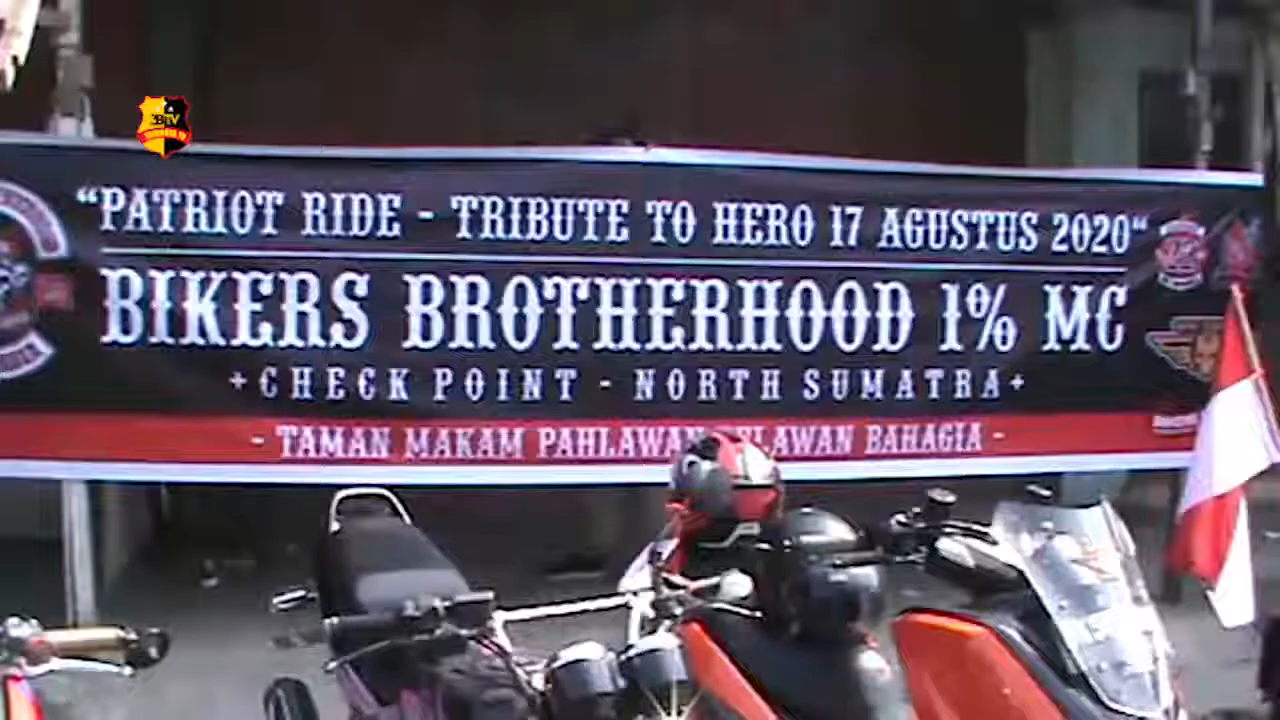 “PATRIOT RIDE - TRIBUTE TO HERO 17 AGUSTUS 2020“
BIKERS BROTHERHOOD 1% MC
+CHECK POINT - NORTH SUMATRA+
- TAMAN MAKAM BAHAGIA -